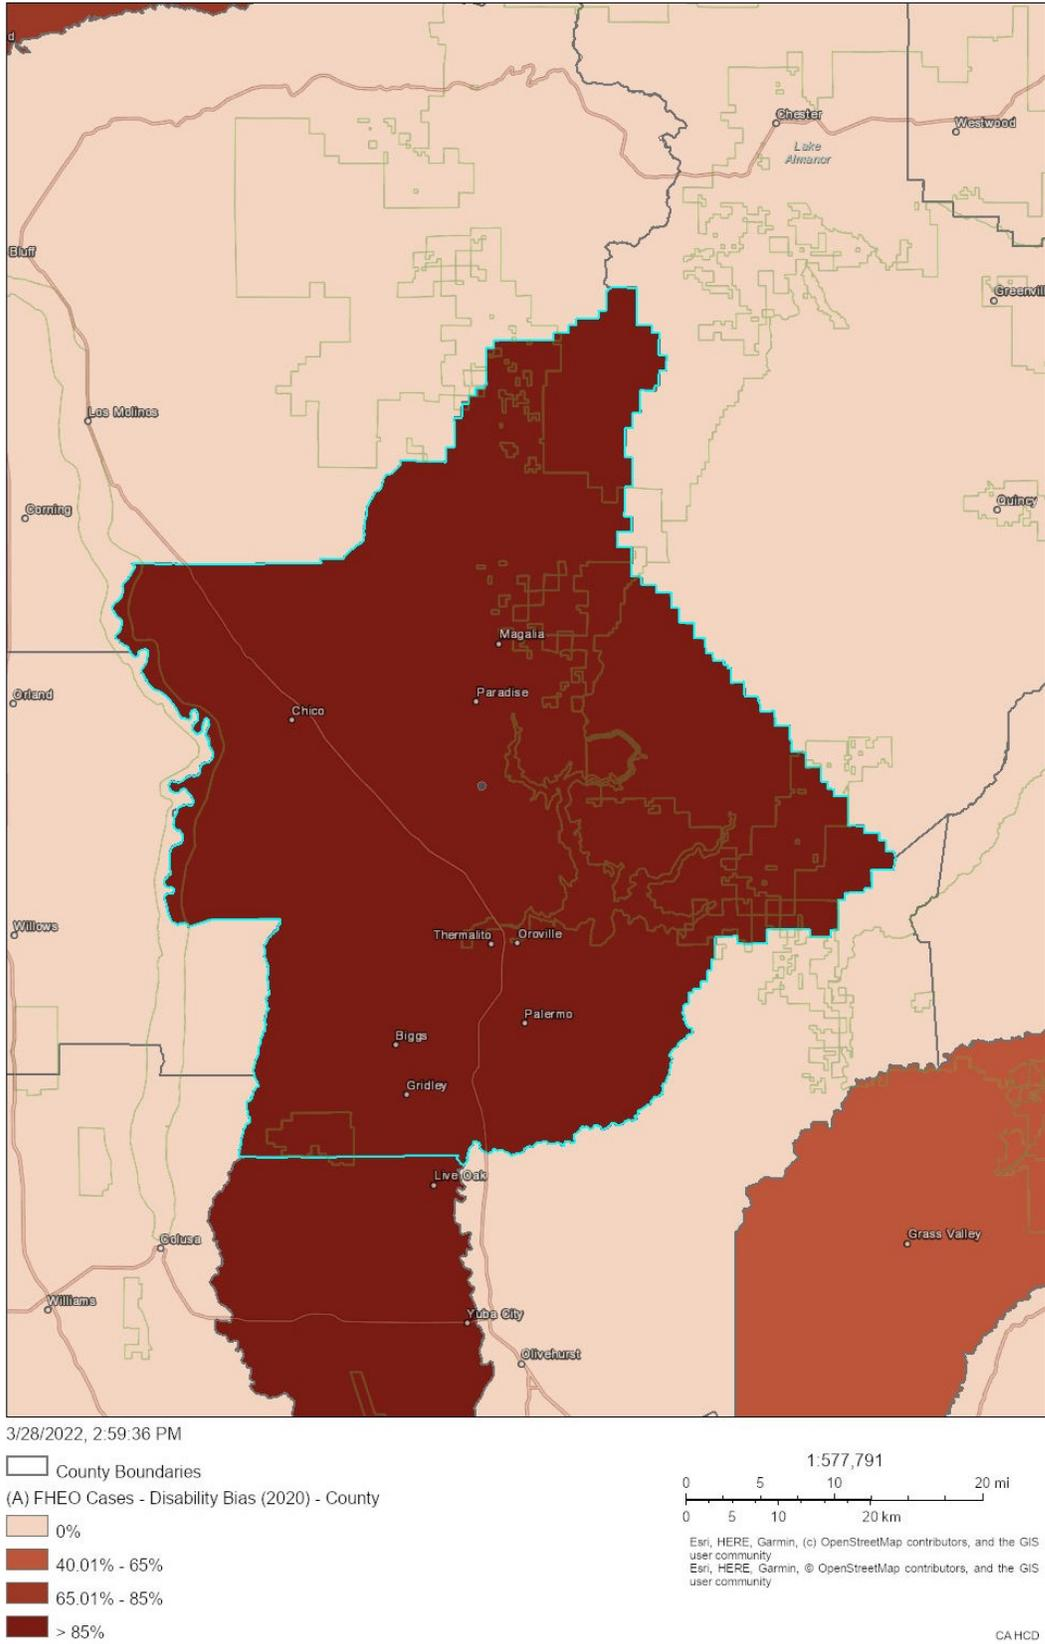 d
Chester
Westwood
Lake
Almanor
Bluff
Greenvill
Los Molinos
Corning
Quincy
Magalia
Orland
Paradise
Chico
Willows
Thermalito
Oroville
Palermo
Biggs
Gridley
Live Oak
Colusa
Grass Valley
Williams
Yuba City
Olivehurst
3/28/2022, 2:59:36 PM
County Boundaries
(A) FHEO Cases - Disability Bias (2020) - County
0%
40.01% - 65%
65.01% - 85%
> 85%
1:577,791
0 5 10 20 mi
0 5 10 20 km
Esri, HERE, Garmin, (c) OpenStreetMap contributors, and the GIS
user community
Esri, HERE, Garmin, © OpenStreetMap contributors, and the GIS
user community
CA HCD